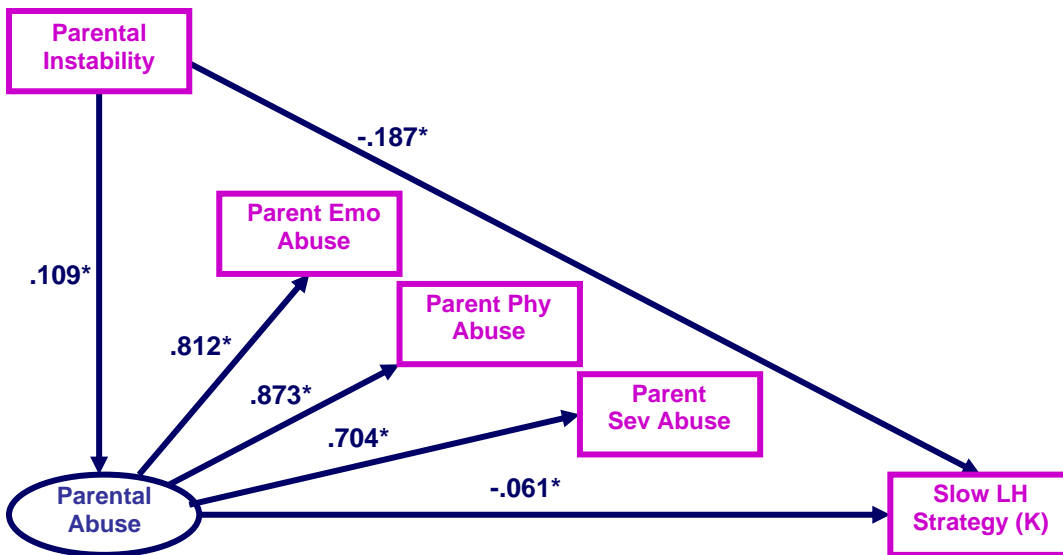 Parental
Instability
-.187*
Parent Emo
Abuse
.109*
Parent Phy
Abuse
.812*
.873*
Parent
Sev Abuse
.704*
-.061*
Parental
Abuse
Slow LH
Strategy (K)